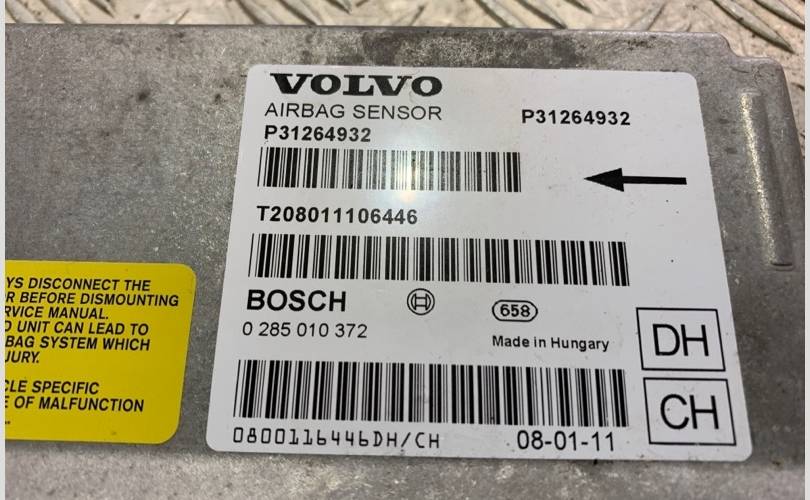 VOLVO
AIRBAG SENSOR
P31264932
P31264932
T208011106446
BOSCH
658
0 285 010 372
Made in Hungary
DH
CH
0800116446DH/CH
08-01-11
YS DISCONNECT THE
R BEFORE DISMOUNTING
RVICE MANUAL.
D UNIT CAN LEAD TO
BAG SYSTEM WHICH
JURY.
CLE SPECIFIC
E OF MALFUNCTION